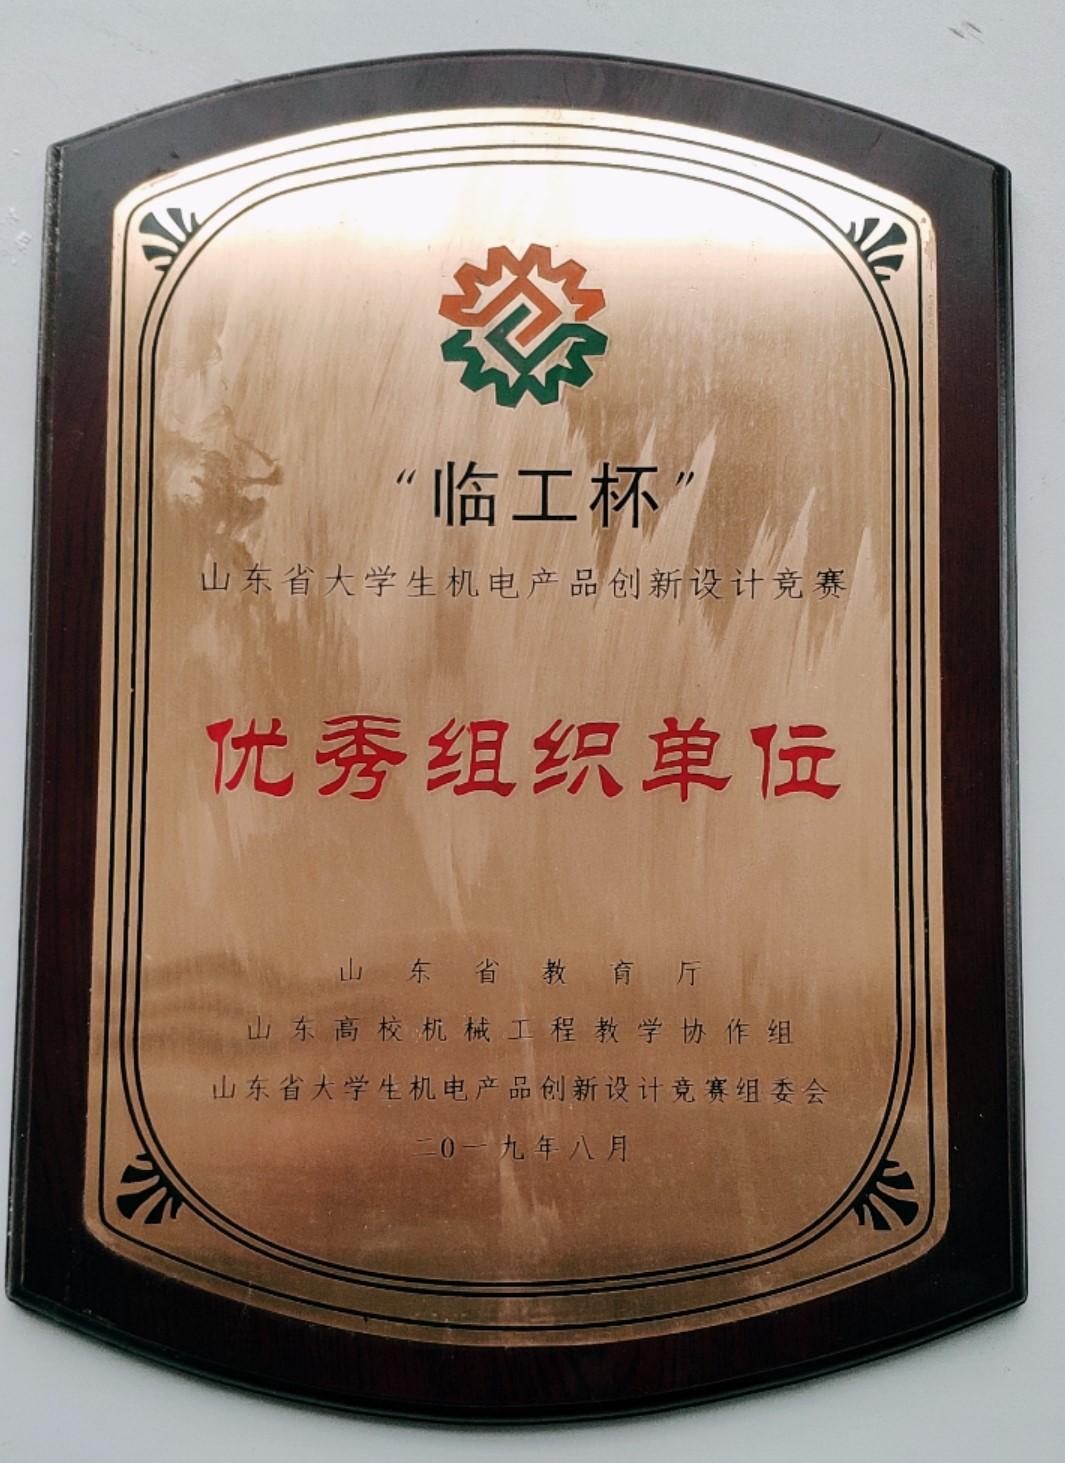 “临工杯”
山东省大学生机电产品创新设计竞赛
优秀组织单位
山东省教育厅
山东高校机械工程教学协作组
山东省大学生机电产品创新设计竞赛组委会
二0一九年八月